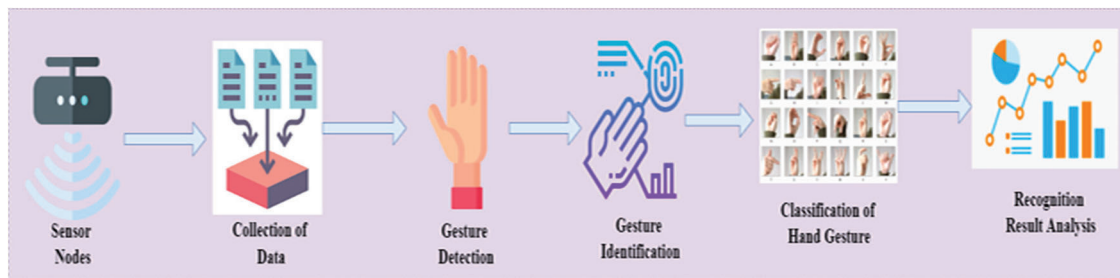 Sensor
Nodes
Collection of
Data
Gesture
Detection
Gesture
Identification
Classification of
Hand Gesture
Recognition
Result Analysis